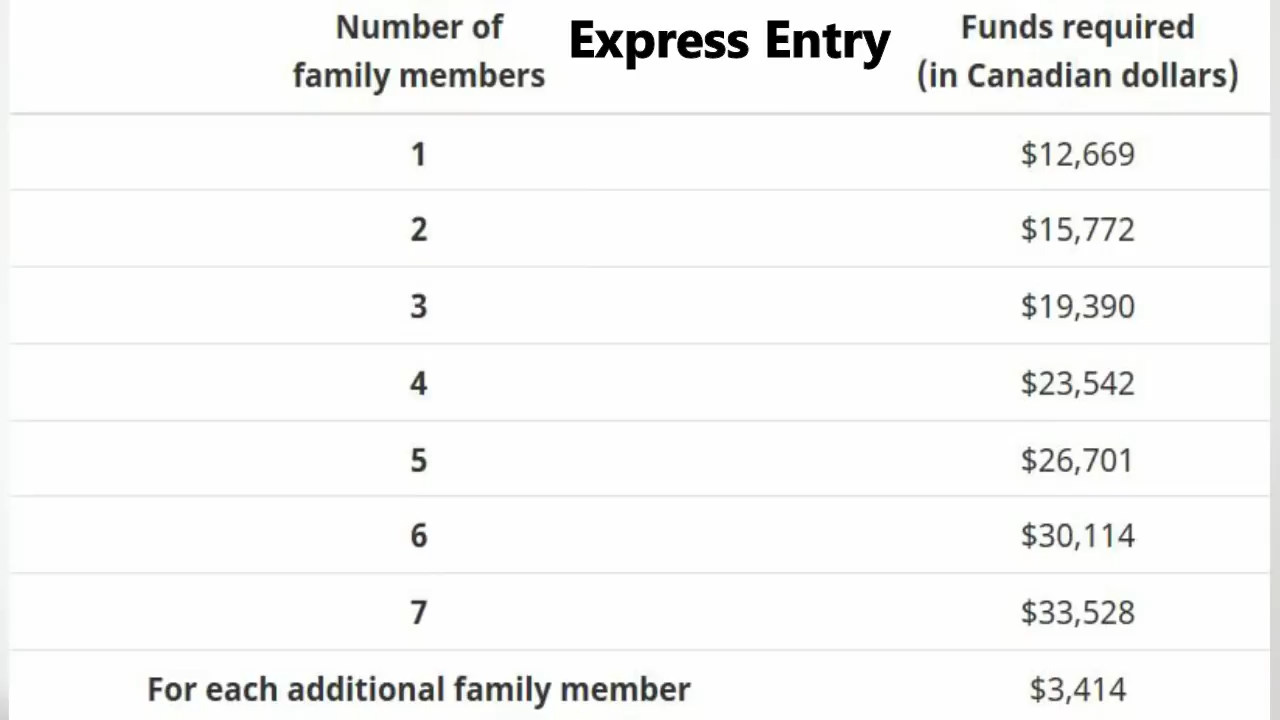 Number of
family members
Express Entry
Funds required
(in Canadian dollars)
1 $12,669
2 $15,772
3 $19,390
4 $23,542
5 $26,701
6 $30,114
7 $33,528
For each additional family member $3,414